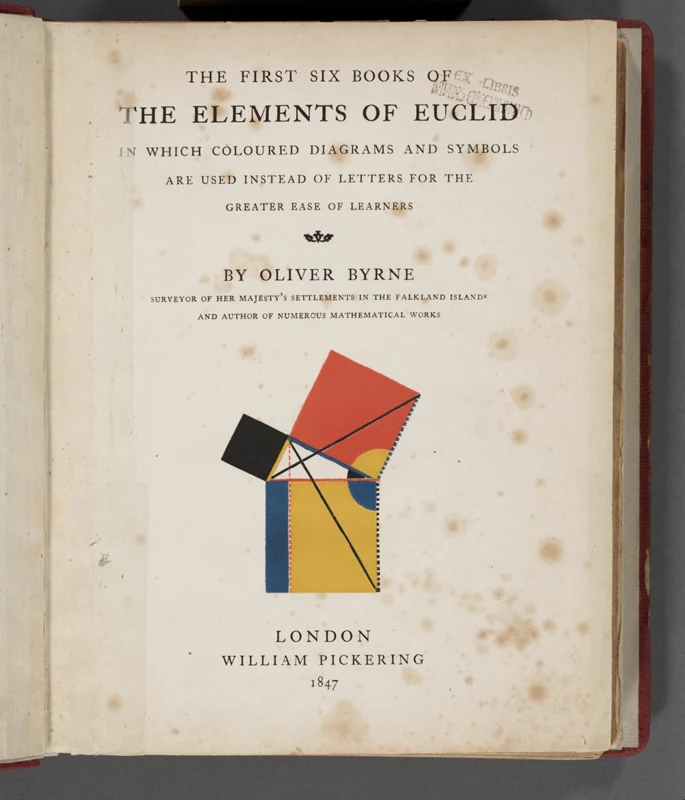 THE FIRST SIX BOOKS OF
THE ELEMENTS OF EUCLID
IN WHICH COLOURED DIAGRAMS AND SYMBOLS
ARE USED INSTEAD OF LETTERS FOR THE
GREATER EASE OF LEARNERS
BY OLIVER BYRNE
SURVEYOR OF HER MAJESTY'S SETTLEMENTS IN THE FALKLAND ISLANDS
AND AUTHOR OF NUMEROUS MATHEMATICAL WORKS
LONDON
WILLIAM PICKERING
1847
EX LIBRIS